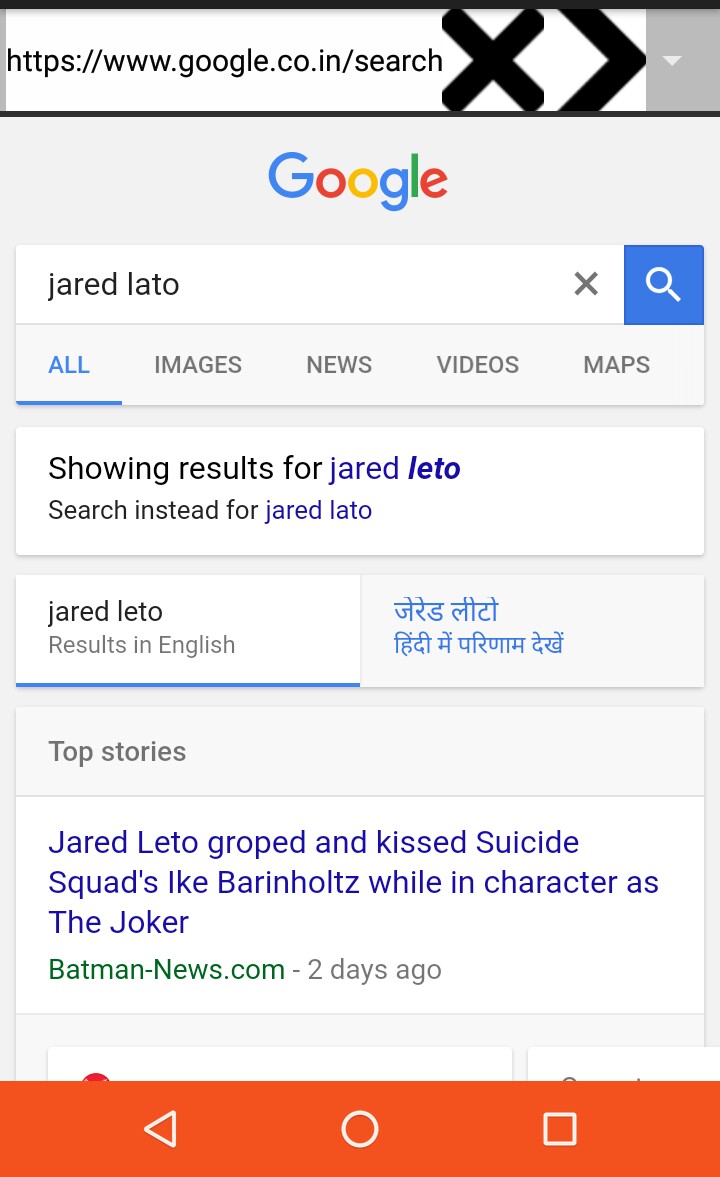 https://www.google.co.in/search
Google
jared lato
ALL IMAGES NEWS VIDEOS MAPS
Showing results for jared leto
Search instead for jared lato
jared leto
Results in English
जेरेड लीटो
हिंदी में परिणाम देखें
Top stories
Jared Leto groped and kissed Suicide
Squad's Ike Barinholtz while in character as
The Joker
Batman-News.com - 2 days ago